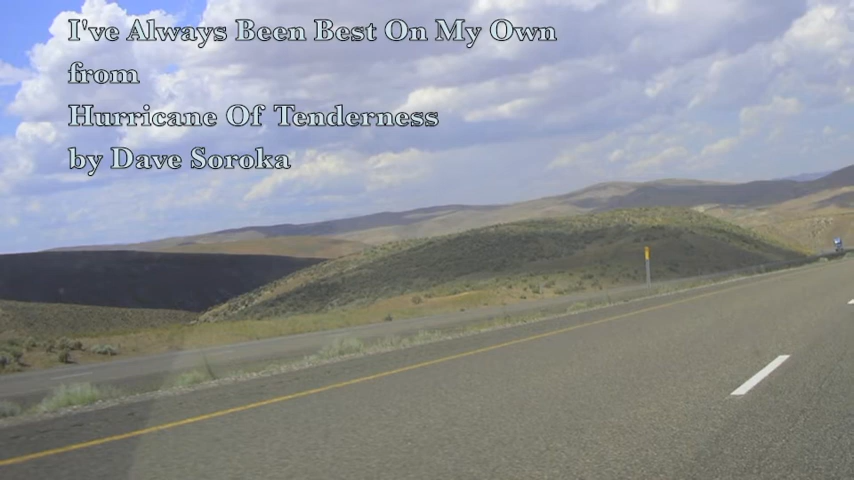 I've Always Been Best On My Own
from
Hurricane Of Tenderness
by Dave Soroka